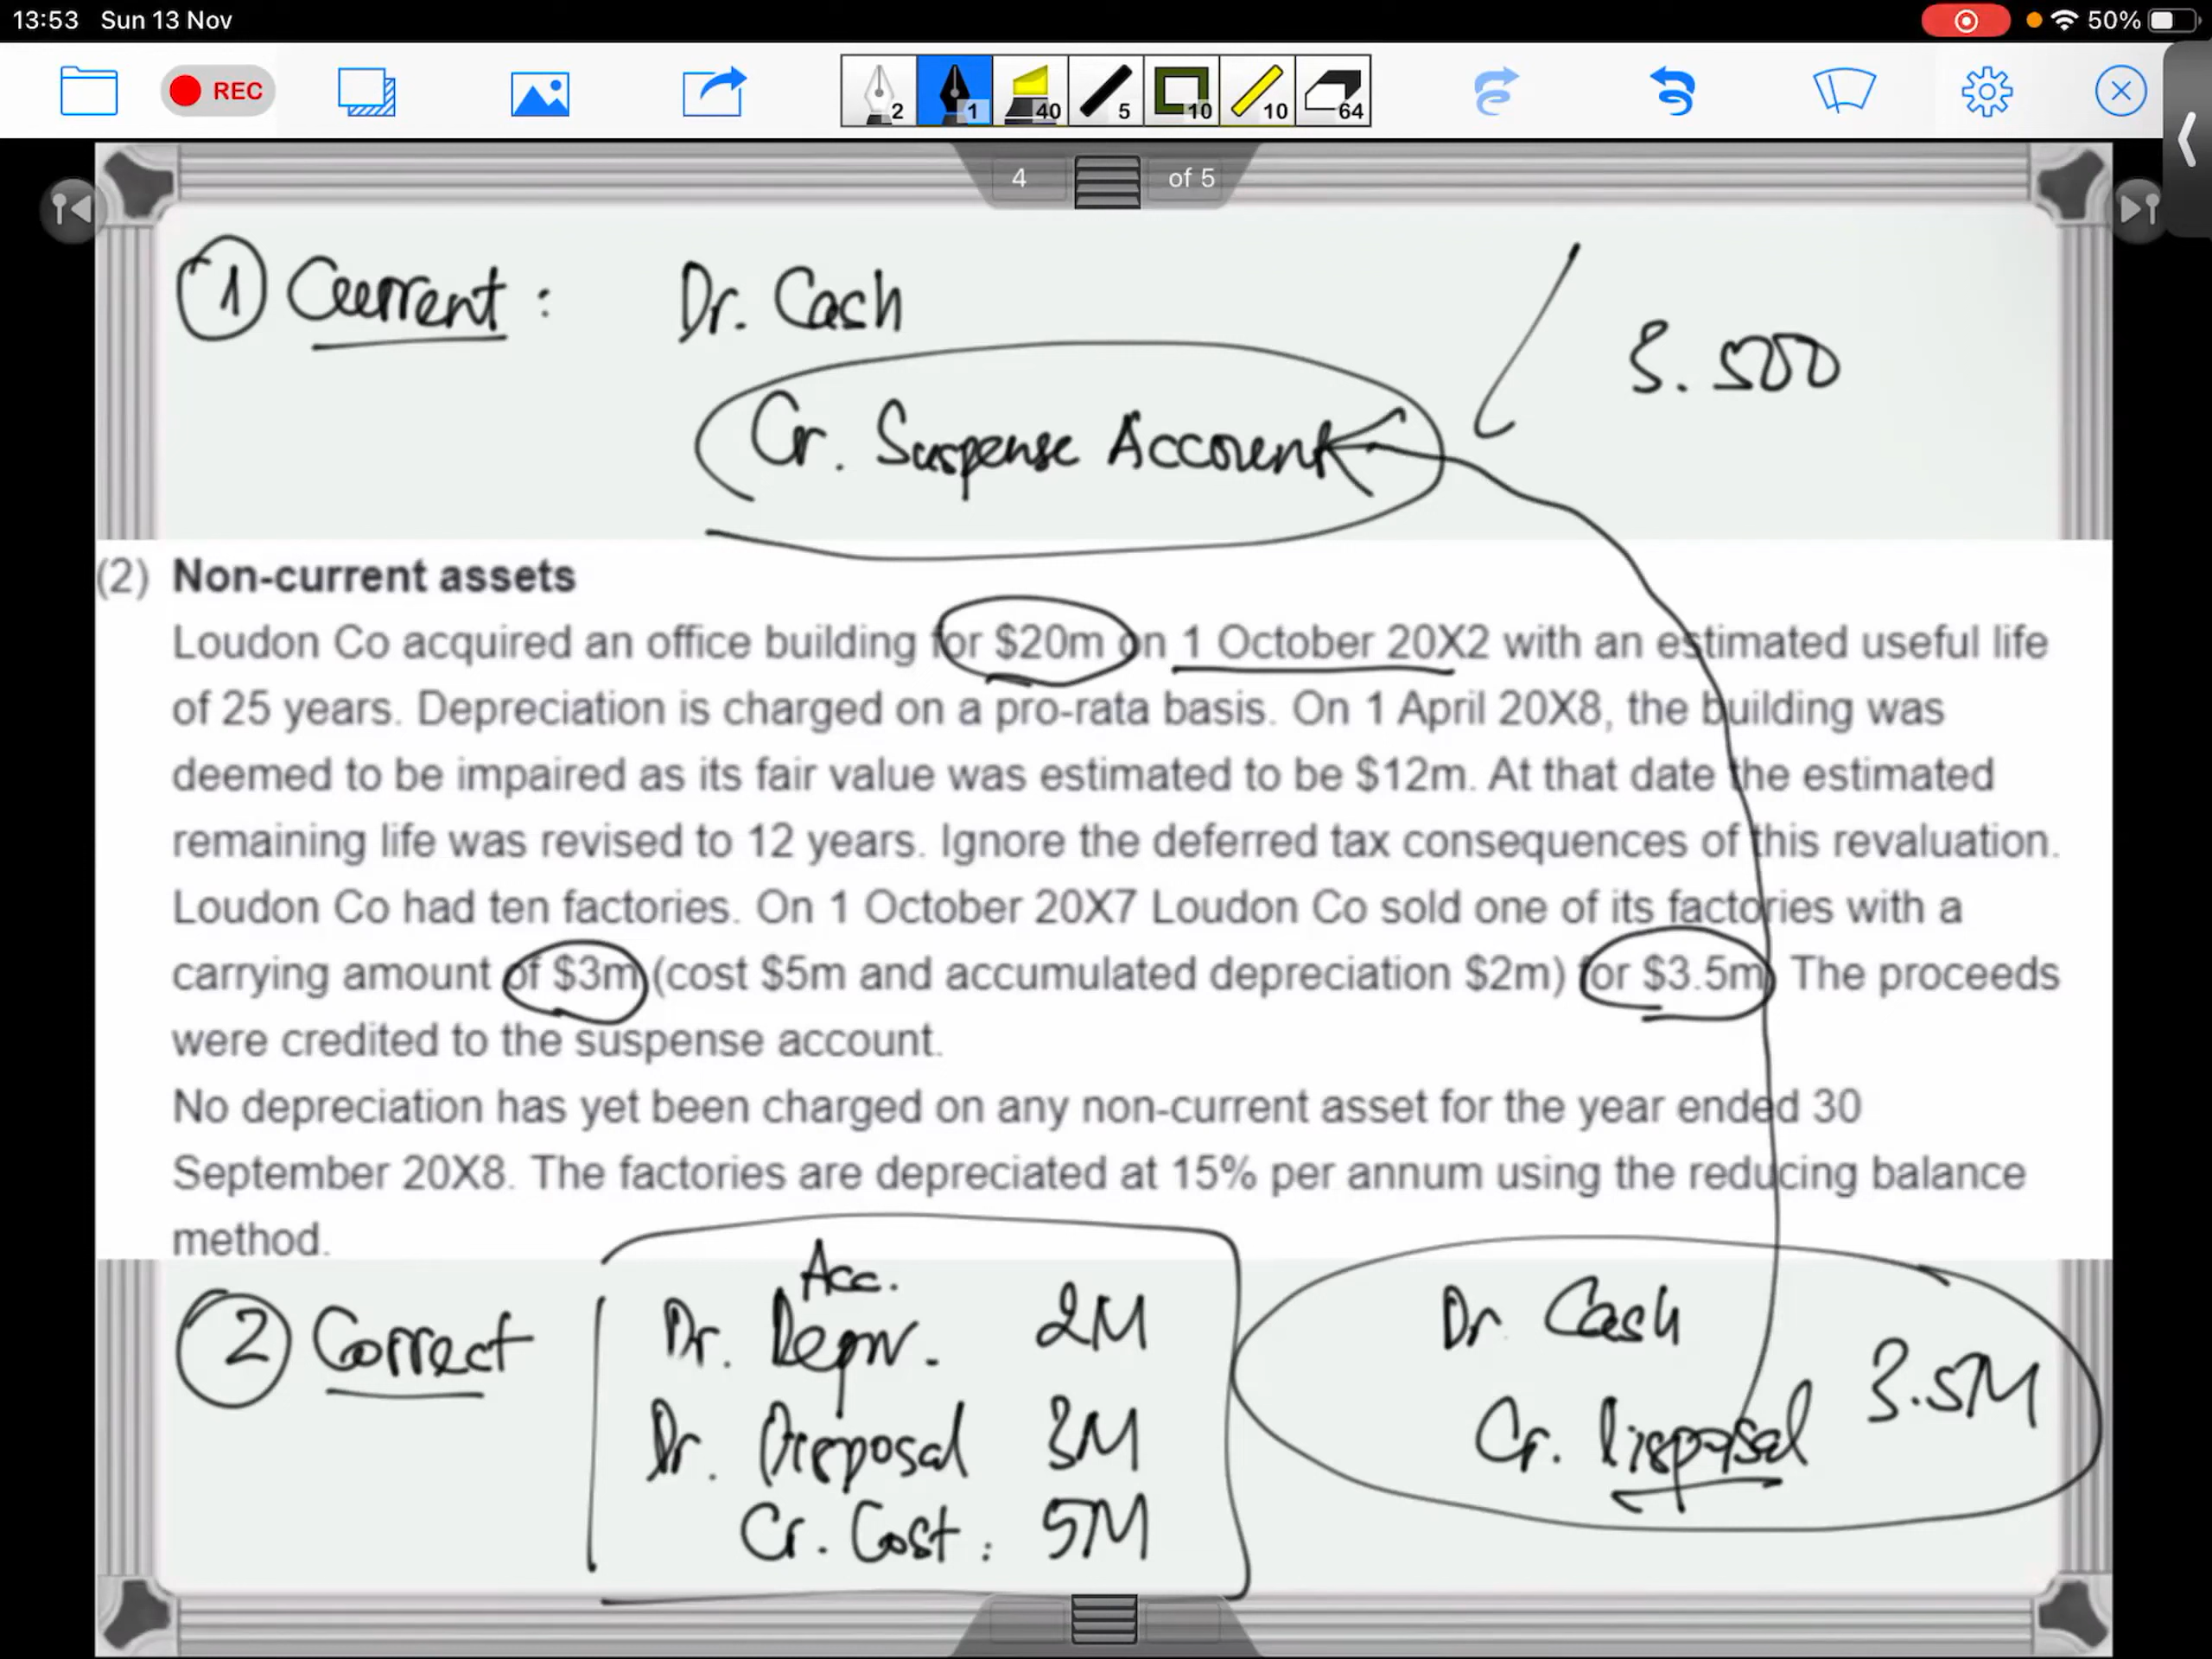 13:53 Sun 13 Nov
50%
REC
2 1 40 5 10 10 64
4 of 5
1 Current : Dr. Cash
3.500
Cr. Suspense Account
(2) Non-current assets
Loudon Co acquired an office building for $20m on 1 October 20X2 with an estimated useful life
of 25 years. Depreciation is charged on a pro-rata basis. On 1 April 20X8, the building was
deemed to be impaired as its fair value was estimated to be $12m. At that date the estimated
remaining life was revised to 12 years. Ignore the deferred tax consequences of this revaluation.
Loudon Co had ten factories. On 1 October 20X7 Loudon Co sold one of its factories with a
carrying amount of $3m (cost $5m and accumulated depreciation $2m) for $3.5m. The proceeds
were credited to the suspense account.
No depreciation has yet been charged on any non-current asset for the year ended 30
September 20X8. The factories are depreciated at 15% per annum using the reducing balance
method.
2 Correct
Acc.
Dr. Depr. 2M
Dr. Disposal 3M
Cr. Cost : 5M
Dr. Cash
Cr. Disposal 3.5M